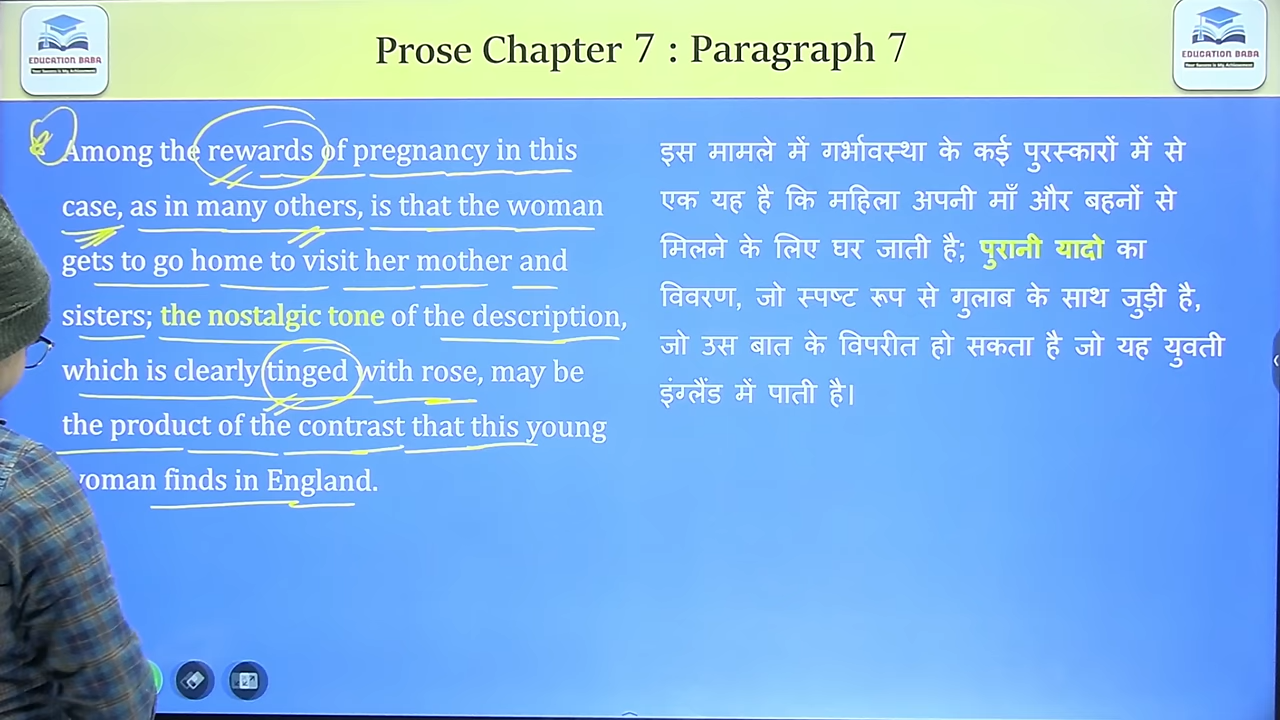 EDUCATION BABA
Prose Chapter 7 : Paragraph 7
EDUCATION BABA
Among the rewards of pregnancy in this
case, as in many others, is that the woman
gets to go home to visit her mother and
sisters; the nostalgic tone of the description,
which is clearly tinged with rose, may be
the product of the contrast that this young
woman finds in England.
इस मामले में गर्भावस्था के कई पुरस्कारों में से
एक यह है कि महिला अपनी माँ और बहनों से
मिलने के लिए घर जाती है; पुरानी यादो का
विवरण, जो स्पष्ट रूप से गुलाब के साथ जुड़ी है,
जो उस बात के विपरीत हो सकता है जो यह युवती
इंग्लैंड में पाती है।